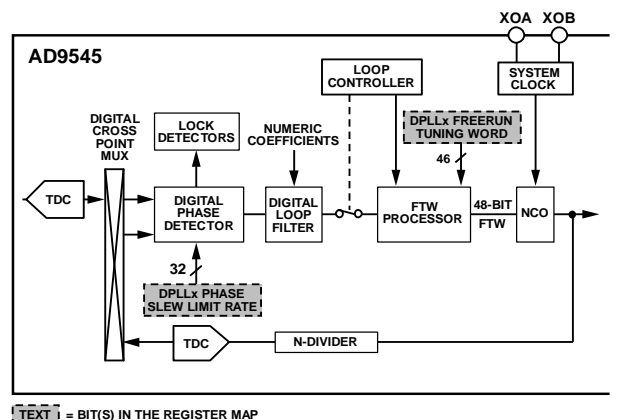 XOA XOB
AD9545
LOOP
CONTROLLER
SYSTEM
CLOCK
DIGITAL
CROSS
POINT
MUX
LOCK
DETECTORS
NUMERIC
COEFFICIENTS
DPLLx FREERUN
TUNING WORD
46
TDC
DIGITAL
PHASE
DETECTOR
DIGITAL
LOOP
FILTER
FTW
PROCESSOR
48-BIT
FTW
NCO
32
DPLLx PHASE
SLEW LIMIT RATE
TDC
N-DIVIDER
TEXT = BIT(S) IN THE REGISTER MAP